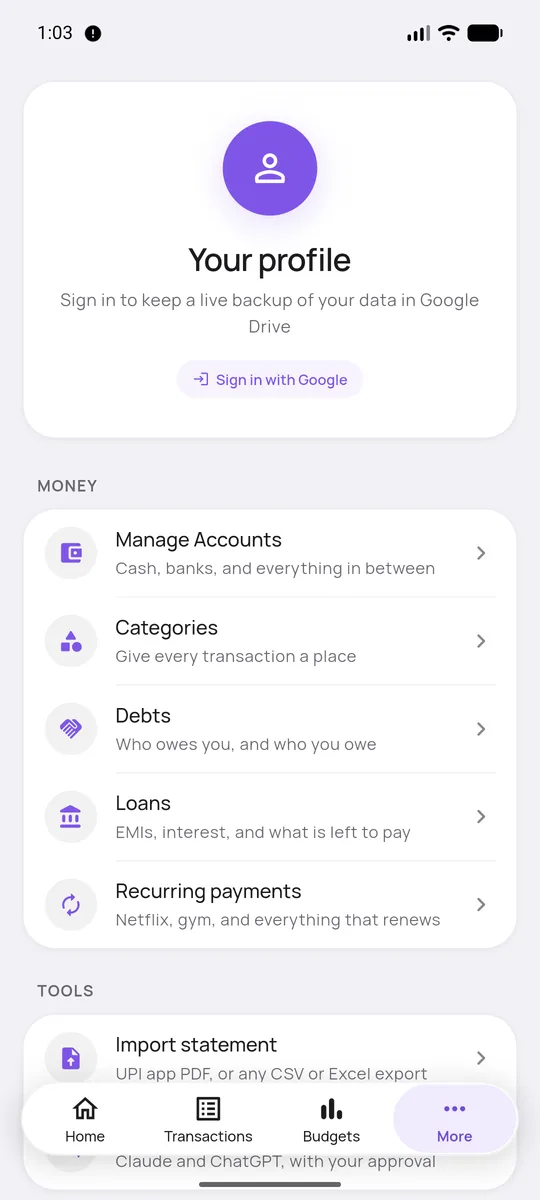 1:03
Your profile
Sign in to keep a live backup of your data in Google
Drive
Sign in with Google
MONEY
Manage Accounts
Cash, banks, and everything in between
Categories
Give every transaction a place
Debts
Who owes you, and who you owe
Loans
EMIs, interest, and what is left to pay
Recurring payments
Netflix, gym, and everything that renews
TOOLS
Import statement
UPI app PDF, or any CSV or Excel export
Home
Transactions
Budgets
More
Claude and ChatGPT, with your approval